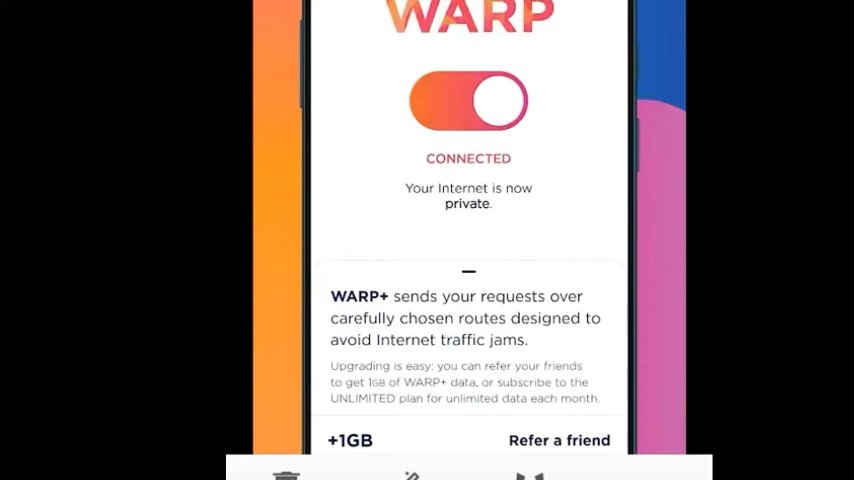 WARP
CONNECTED
Your Internet is now
private.
WARP+ sends your requests over
carefully chosen routes designed to
avoid Internet traffic jams.
Upgrading is easy: you can refer your friends
to get 1GB of WARP+ data, or subscribe to the
UNLIMITED plan for unlimited data each month.
+1GB Refer a friend